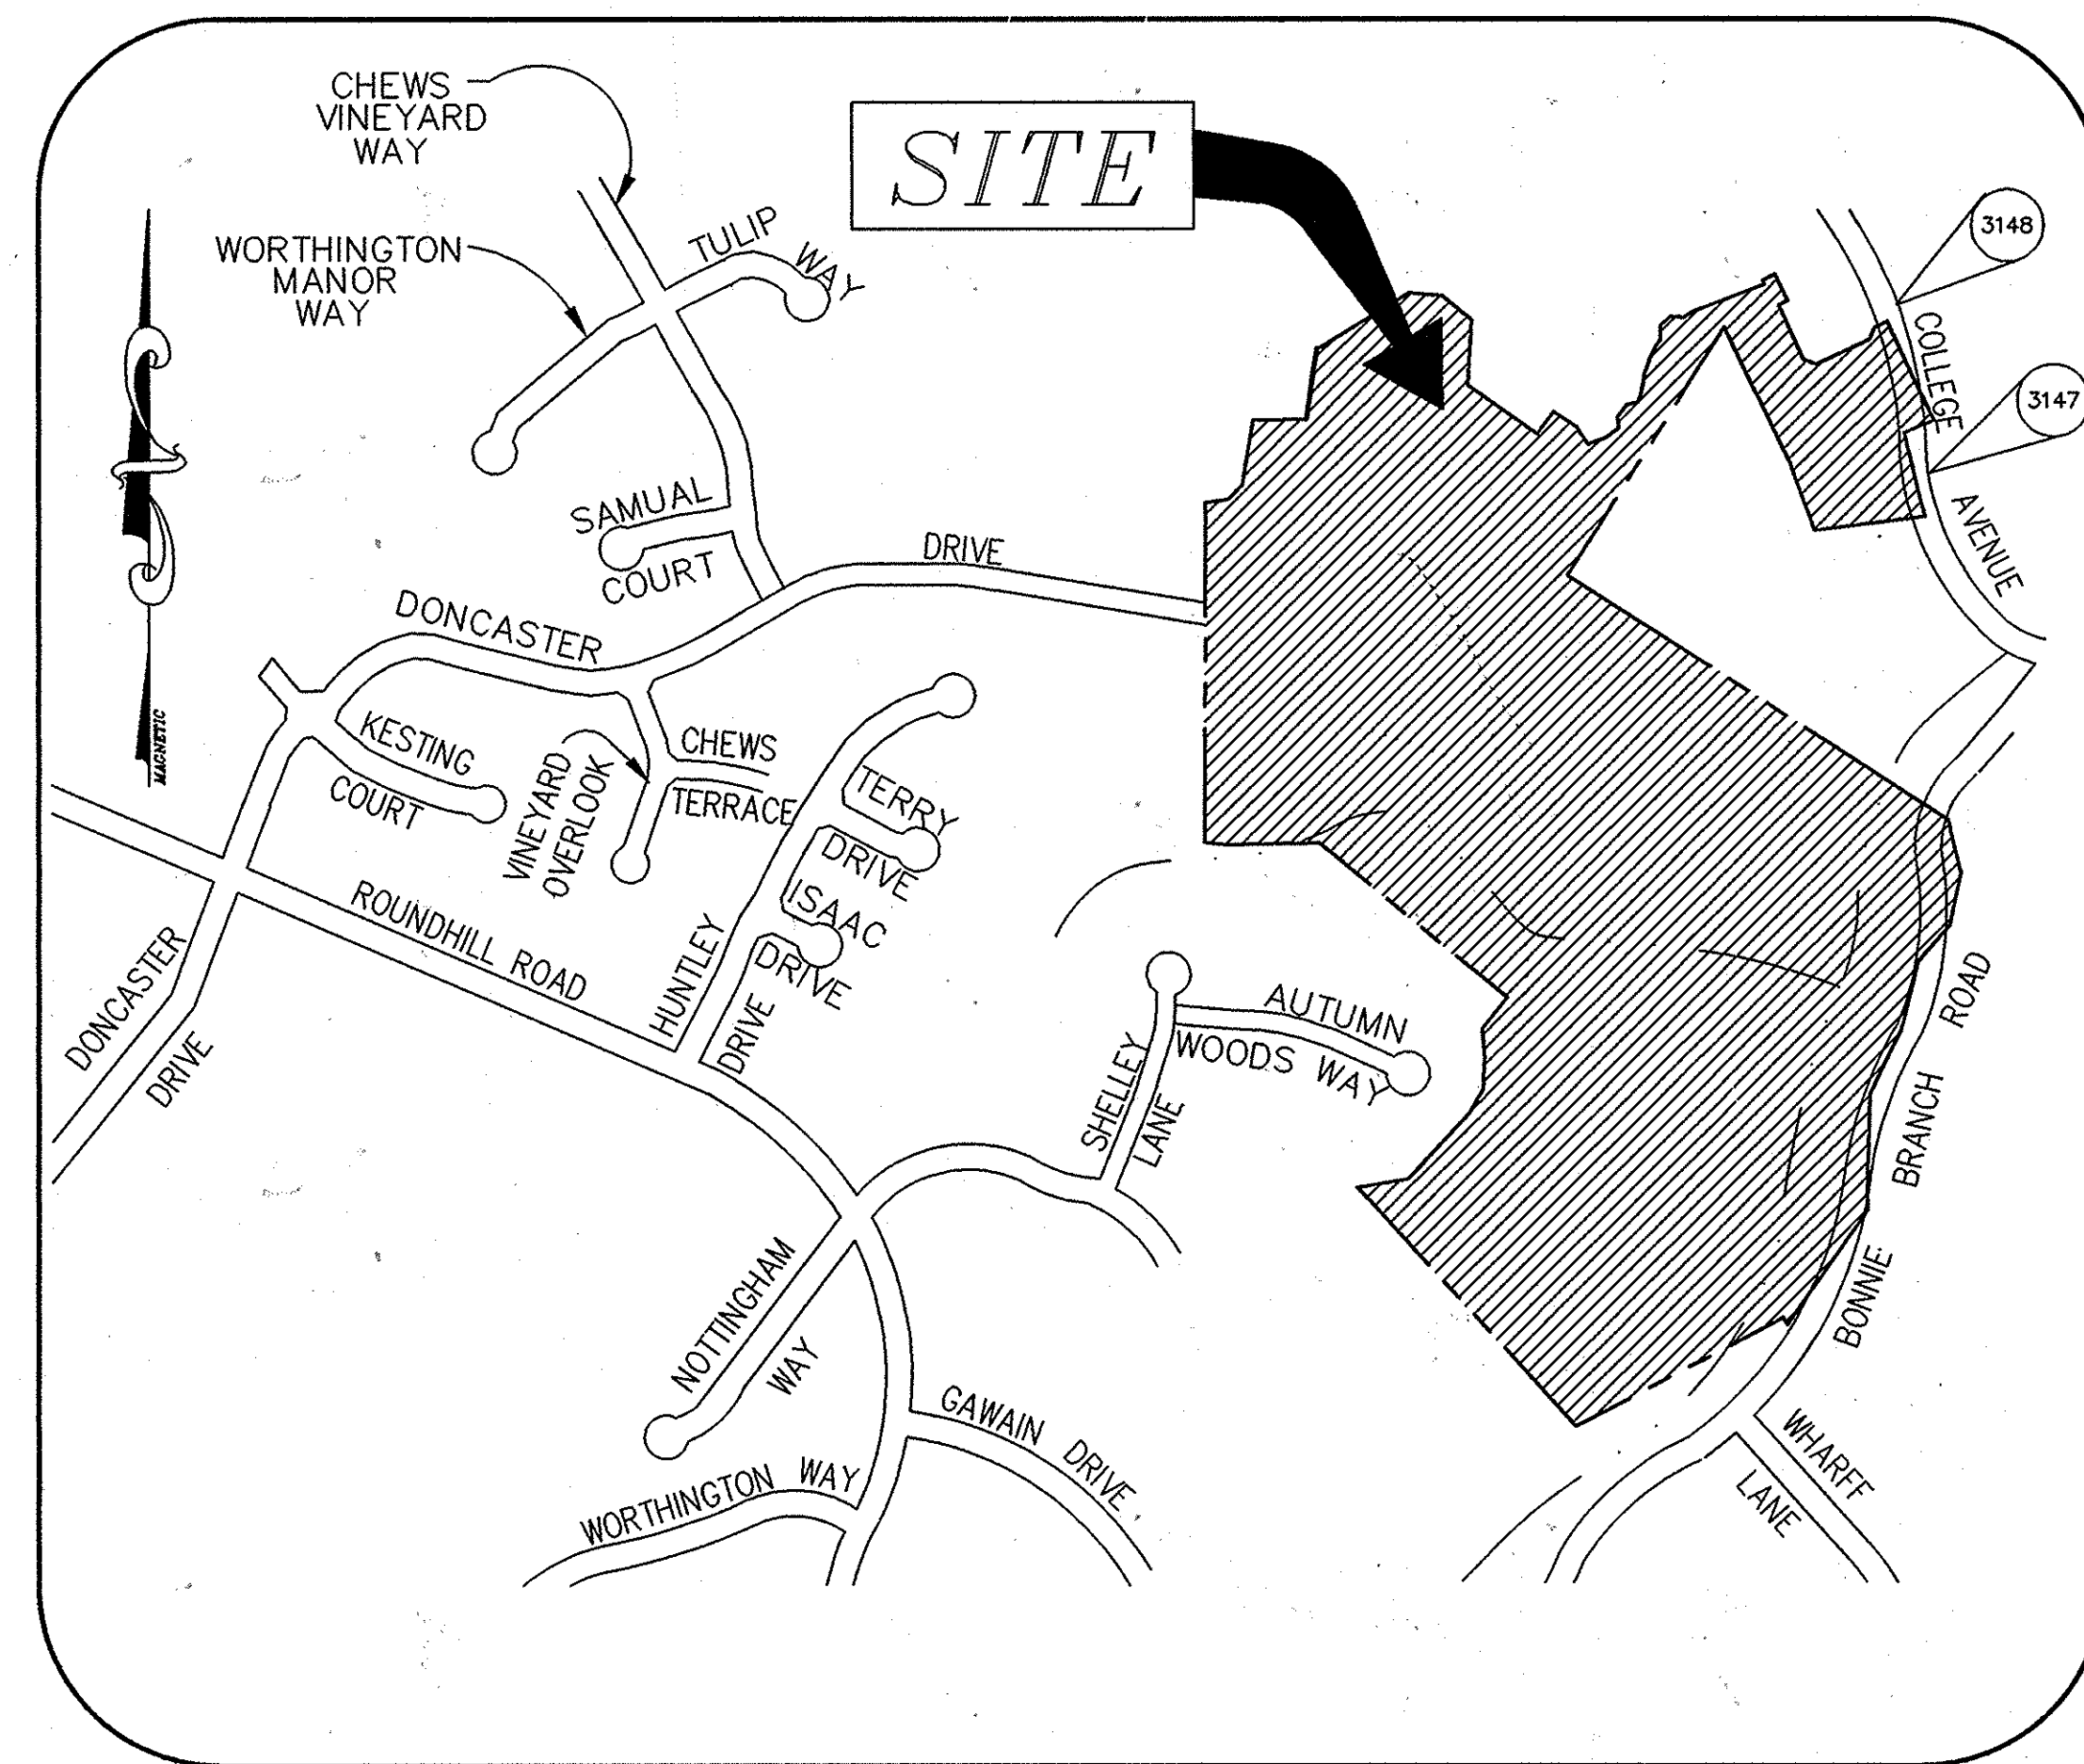 CHEWS
VINEYARD
WAY
SITE
WORTHINGTON
MANOR
WAY
TULIP WAY
3148
COLLEGE
3147
AVENUE
SAMUAL
COURT
DONCASTER DRIVE
MAGNETIC
KESTING
COURT
VINEYARD
OVERLOOK
CHEWS
TERRACE
TERRY
DRIVE
ISAAC
DRIVE
HUNTLEY
DRIVE
ROUNDHILL ROAD
DONCASTER
DRIVE
AUTUMN
WOODS WAY
SHELLEY
LANE
BONNIE BRANCH ROAD
NOTTINGHAM
WAY
GAWAIN DRIVE
WORTHINGTON WAY
WHARFF
LANE